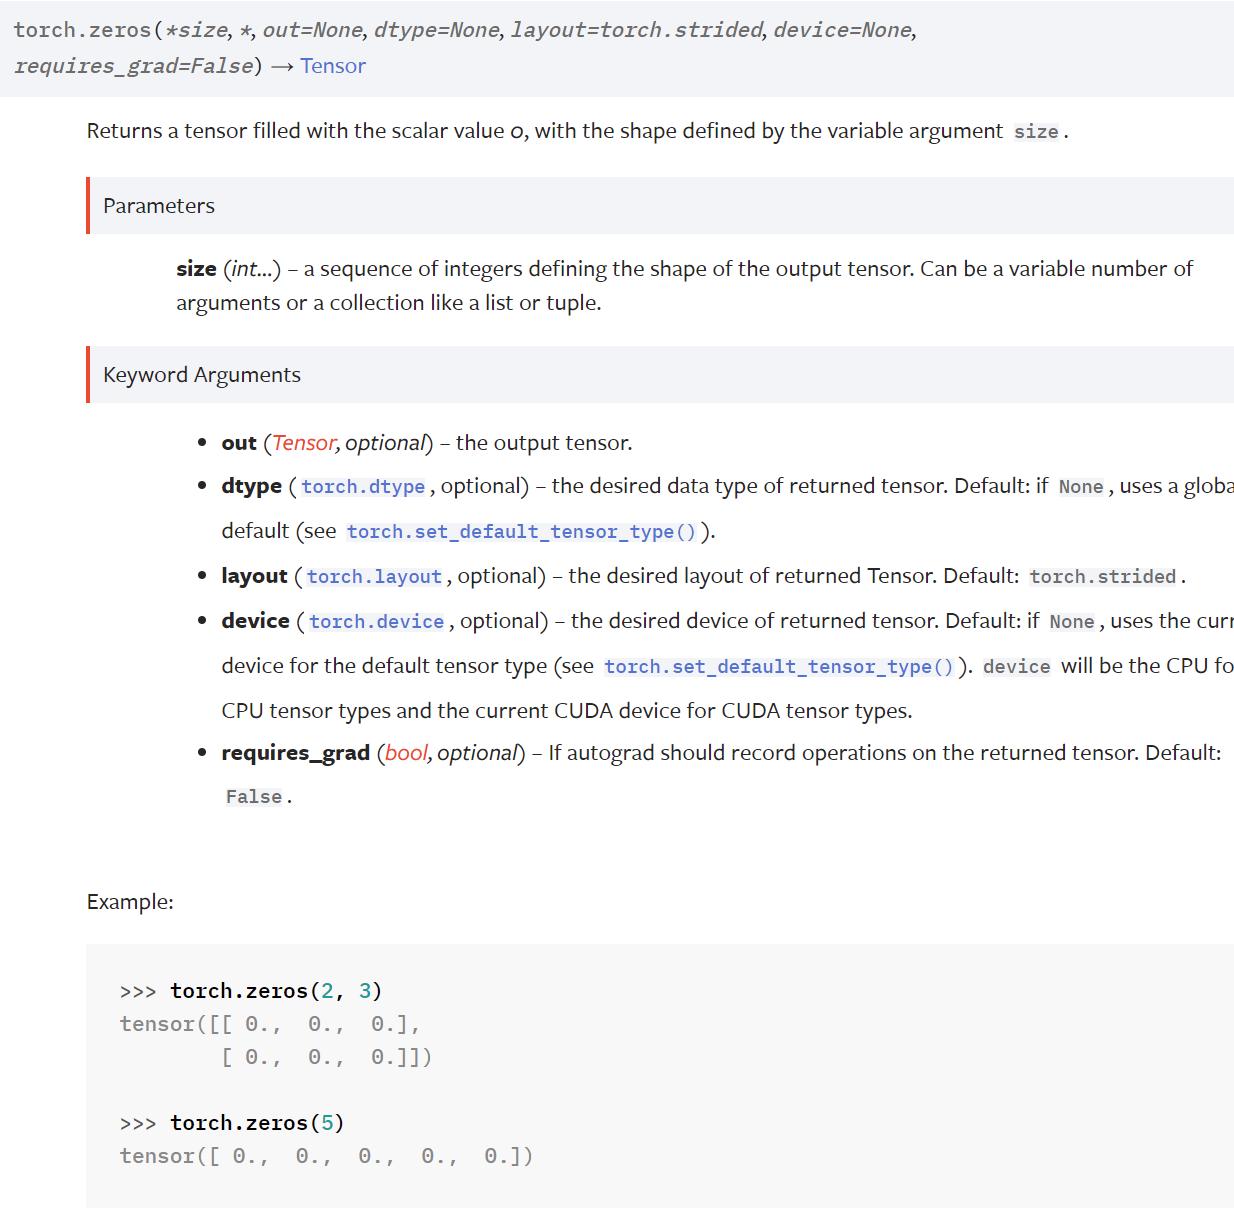 torch.zeros(*size, *, out=None, dtype=None, layout=torch.strided, device=None,
requires_grad=False) → Tensor
Returns a tensor filled with the scalar value 0, with the shape defined by the variable argument size .
Parameters
size (int...) – a sequence of integers defining the shape of the output tensor. Can be a variable number of
arguments or a collection like a list or tuple.
Keyword Arguments
• out (Tensor, optional) – the output tensor.
• dtype ( torch.dtype , optional) – the desired data type of returned tensor. Default: if None , uses a globa
default (see torch.set_default_tensor_type() ).
• layout ( torch.layout , optional) – the desired layout of returned Tensor. Default: torch.strided .
• device ( torch.device , optional) – the desired device of returned tensor. Default: if None , uses the curr
device for the default tensor type (see torch.set_default_tensor_type() ). device will be the CPU fo
CPU tensor types and the current CUDA device for CUDA tensor types.
• requires_grad (bool, optional) – If autograd should record operations on the returned tensor. Default:
False .
Example:
>>> torch.zeros(2, 3)
tensor([[ 0.,  0.,  0.],
        [ 0.,  0.,  0.]])
>>> torch.zeros(5)
tensor([ 0.,  0.,  0.,  0.,  0.])